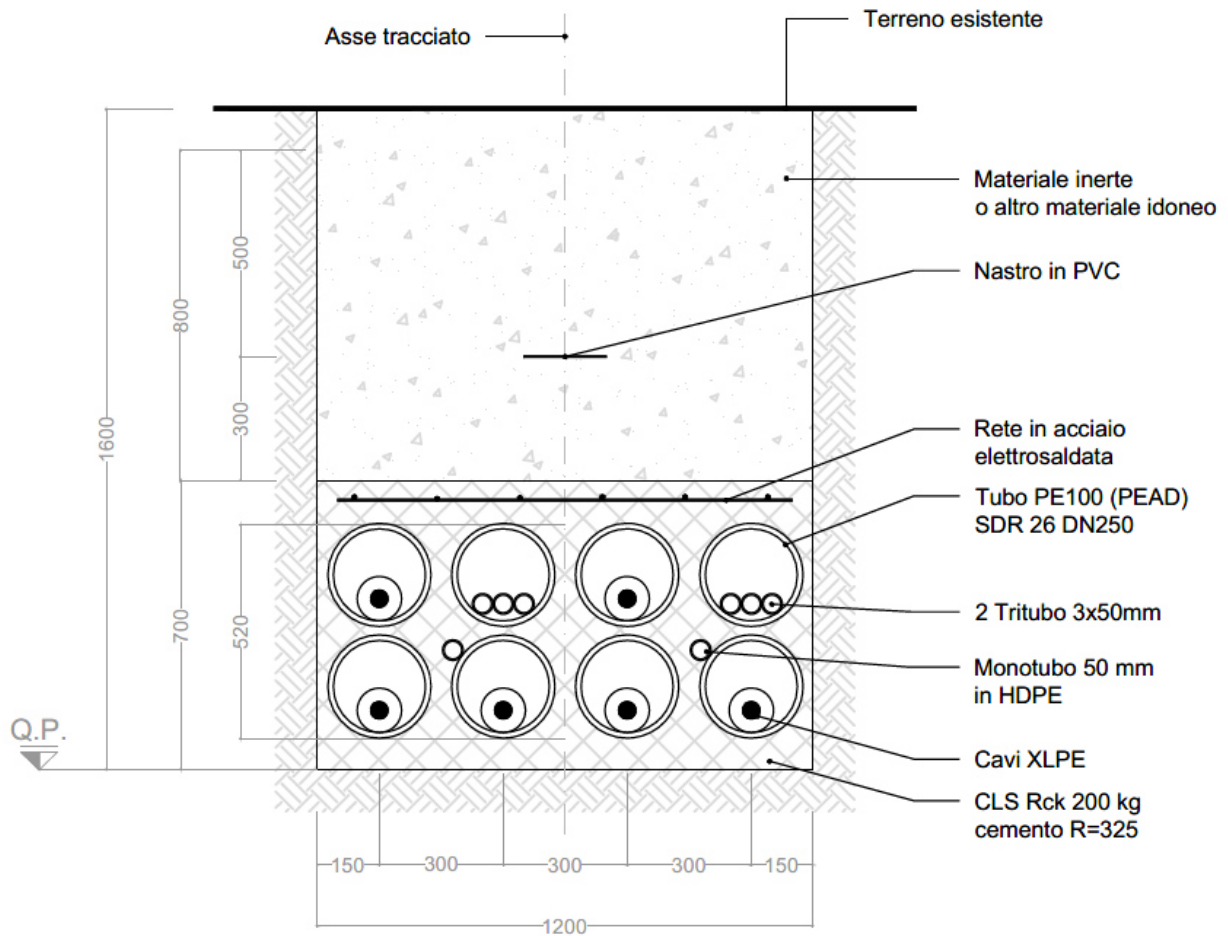 Asse tracciato
Terreno esistente
Materiale inerte
o altro materiale idoneo
Nastro in PVC
Rete in acciaio
elettrosaldata
Tubo PE100 (PEAD)
SDR 26 DN250
2 Tritubo 3x50mm
Monotubo 50 mm
in HDPE
Cavi XLPE
CLS Rck 200 kg
cemento R=325
1600
800
500
300
700
520
Q.P.
150
300
300
300
150
1200